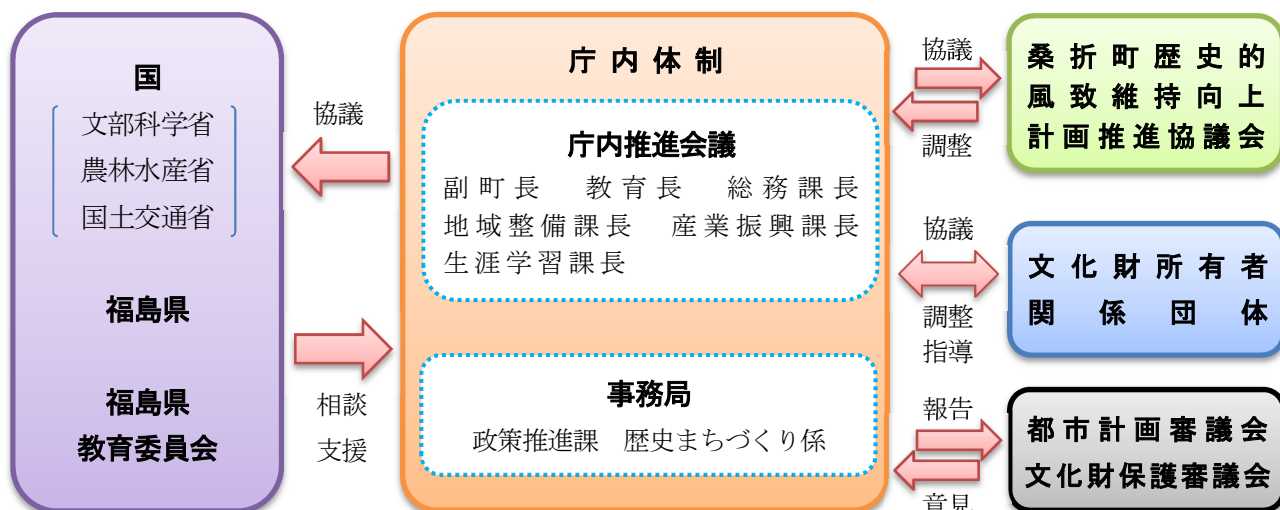 国
文部科学省
農林水産省
国土交通省
福島県
福島県
教育委員会
協議
相談
支援
庁内体制
庁内推進会議
副町長 教育長 総務課長
地域整備課長 産業振興課長
生涯学習課長
事務局
政策推進課 歴史まちづくり係
協議
調整
桑折町歴史的
風致維持向上
計画推進協議会
協議
調整
指導
文化財所有者
関係団体
報告
意見
都市計画審議会
文化財保護審議会